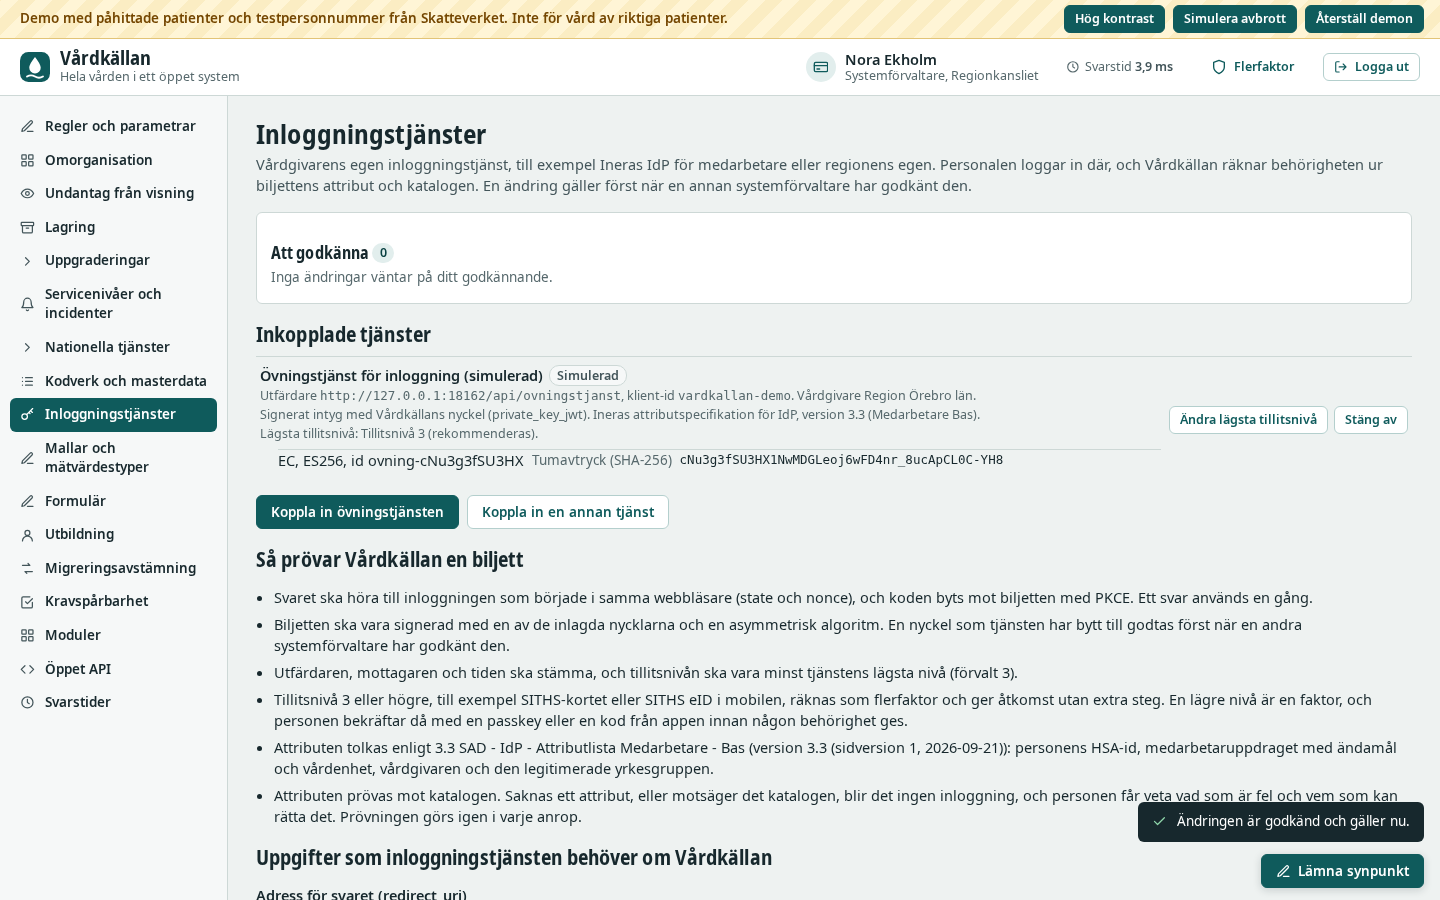 Demo med påhittade patienter och testpersonnummer från Skatteverket. Inte för vård av riktiga patienter.
Hög kontrast
Simulera avbrott
Återställ demon
Vårdkällan
Hela vården i ett öppet system
Nora Ekholm
Systemförvaltare, Regionkansliet
Svarstid 3,9 ms
Flerfaktor
Logga ut
Regler och parametrar
Omorganisation
Undantag från visning
Lagring
Uppgraderingar
Servicenivåer och
incidenter
Nationella tjänster
Kodverk och masterdata
Inloggningstjänster
Mallar och
mätvärdestyper
Formulär
Utbildning
Migreringsavstämning
Kravspårbarhet
Moduler
Öppet API
Svarstider
Inloggningstjänster
Vårdgivarens egen inloggningstjänst, till exempel Ineras IdP för medarbetare eller regionens egen. Personalen loggar in där, och Vårdkällan räknar behörigheten ur
biljettens attribut och katalogen. En ändring gäller först när en annan systemförvaltare har godkänt den.
Att godkänna 0
Inga ändringar väntar på ditt godkännande.
Inkopplade tjänster
Övningstjänst för inloggning (simulerad) Simulerad
Utfärdare http://127.0.0.1:18162/api/ovningstjanst, klient-id vardkallan-demo. Vårdgivare Region Örebro län.
Signerat intyg med Vårdkällans nyckel (private_key_jwt). Ineras attributspecifikation för IdP, version 3.3 (Medarbetare Bas).
Lägsta tillitsnivå: Tillitsnivå 3 (rekommenderas).
Ändra lägsta tillitsnivå
Stäng av
EC, ES256, id ovning-cNu3g3fSU3HX Tumavtryck (SHA-256) cNu3g3fSU3HX1NwMDGLeoj6wFD4nr_8ucApCL0C-YH8
Koppla in övningstjänsten
Koppla in en annan tjänst
Så prövar Vårdkällan en biljett
Svaret ska höra till inloggningen som började i samma webbläsare (state och nonce), och koden byts mot biljetten med PKCE. Ett svar används en gång.
Biljetten ska vara signerad med en av de inlagda nycklarna och en asymmetrisk algoritm. En nyckel som tjänsten har bytt till godtas först när en andra
systemförvaltare har godkänt den.
Utfärdaren, mottagaren och tiden ska stämma, och tillitsnivån ska vara minst tjänstens lägsta nivå (förvalt 3).
Tillitsnivå 3 eller högre, till exempel SITHS-kortet eller SITHS eID i mobilen, räknas som flerfaktor och ger åtkomst utan extra steg. En lägre nivå är en faktor, och
personen bekräftar då med en passkey eller en kod från appen innan någon behörighet ges.
Attributen tolkas enligt 3.3 SAD - IdP - Attributlista Medarbetare - Bas (version 3.3 (sidversion 1, 2026-09-21)): personens HSA-id, medarbetaruppdraget med ändamål
och vårdenhet, vårdgivaren och den legitimerade yrkesgruppen.
Attributen prövas mot katalogen. Saknas ett attribut, eller motsäger det katalogen, blir det ingen inloggning, och personen får veta vad som är fel och vem som kan
rätta det. Prövningen görs igen i varje anrop.
Ändringen är godkänd och gäller nu.
Uppgifter som inloggningstjänsten behöver om Vårdkällan
Lämna synpunkt
Adress för svaret (redirect_uri)